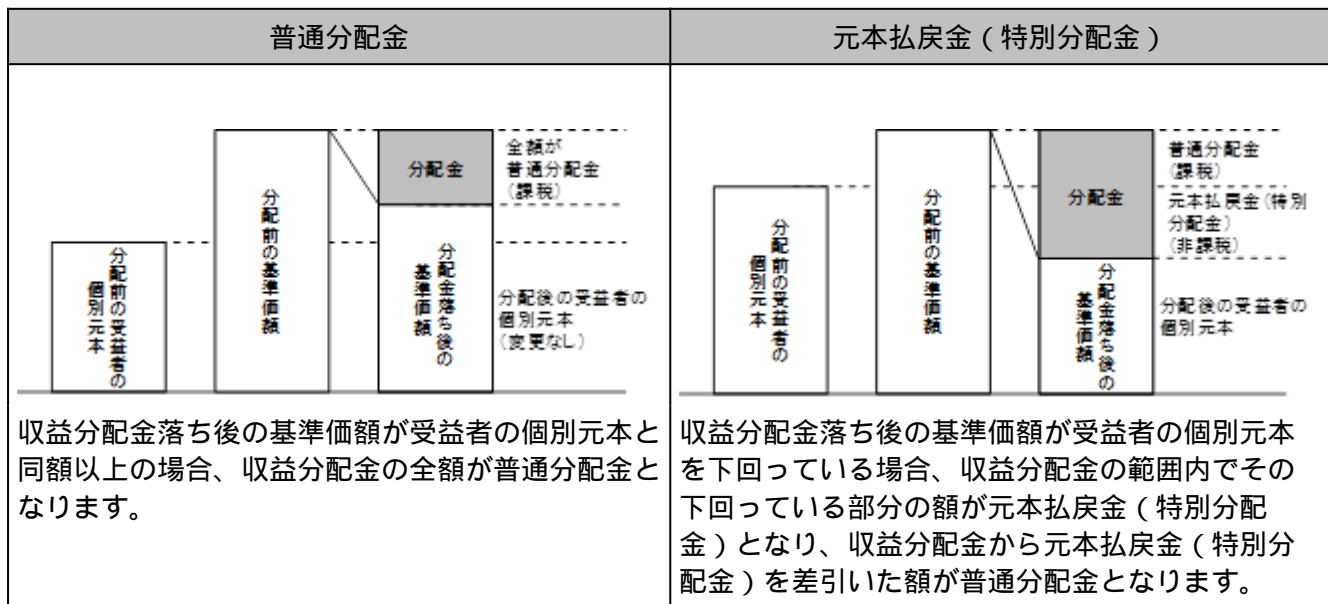 普通分配金
分配前の受益者の
個別元本
分配前の基準価額
分配金
分配金落ち後の
基準価額
全額が
普通分配金
(課税)
分配後の受益者の
個別元本
(変更なし)
収益分配金落ち後の基準価額が受益者の個別元本と
同額以上の場合、収益分配金の全額が普通分配金と
なります。
元本払戻金(特別分配金)
分配前の受益者の
個別元本
分配前の基準価額
分配金
分配金落ち後の
基準価額
普通分配金
(課税)
元本払戻金(特別
分配金)
(非課税)
分配後の受益者の
個別元本
収益分配金落ち後の基準価額が受益者の個別元本
を下回っている場合、収益分配金の範囲内でその
下回っている部分の額が元本払戻金(特別分配
金)となり、収益分配金から元本払戻金(特別分
配金)を差引いた額が普通分配金となります。